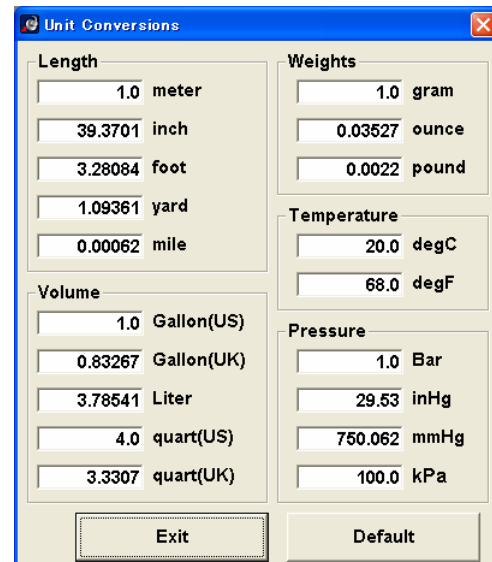 Unit Conversions
Length
1.0 meter
39.3701 inch
3.28084 foot
1.09361 yard
0.00062 mile
Volume
1.0 Gallon(US)
0.83267 Gallon(UK)
3.78541 Liter
4.0 quart(US)
3.3307 quart(UK)
Weights
1.0 gram
0.03527 ounce
0.0022 pound
Temperature
20.0 degC
68.0 degF
Pressure
1.0 Bar
29.53 inHg
750.062 mmHg
100.0 kPa
Exit
Default